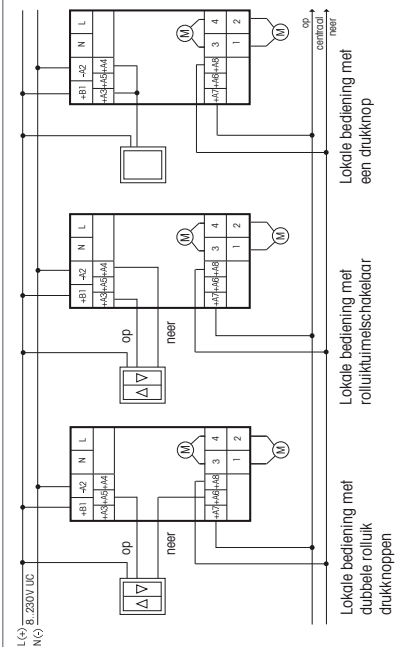 L(+)
8..230V UC
N(-)
+B1 -A2 N L
+A3 +A5 +A4
op
neer
M
+A7 +A6 +A8 3 4
1 2
M
+B1 -A2 N L
+A3 +A5 +A4
op
neer
M
+A7 +A6 +A8 3 4
1 2
M
+B1 -A2 N L
+A3 +A5 +A4
M
+A7 +A6 +A8 3 4
1 2
M
op
centraal
neer
Lokale bediening met
dubbele rolluik
drukknoppen
Lokale bediening met
rolluiktuimelschakelaar
Lokale bediening met
een drukknop